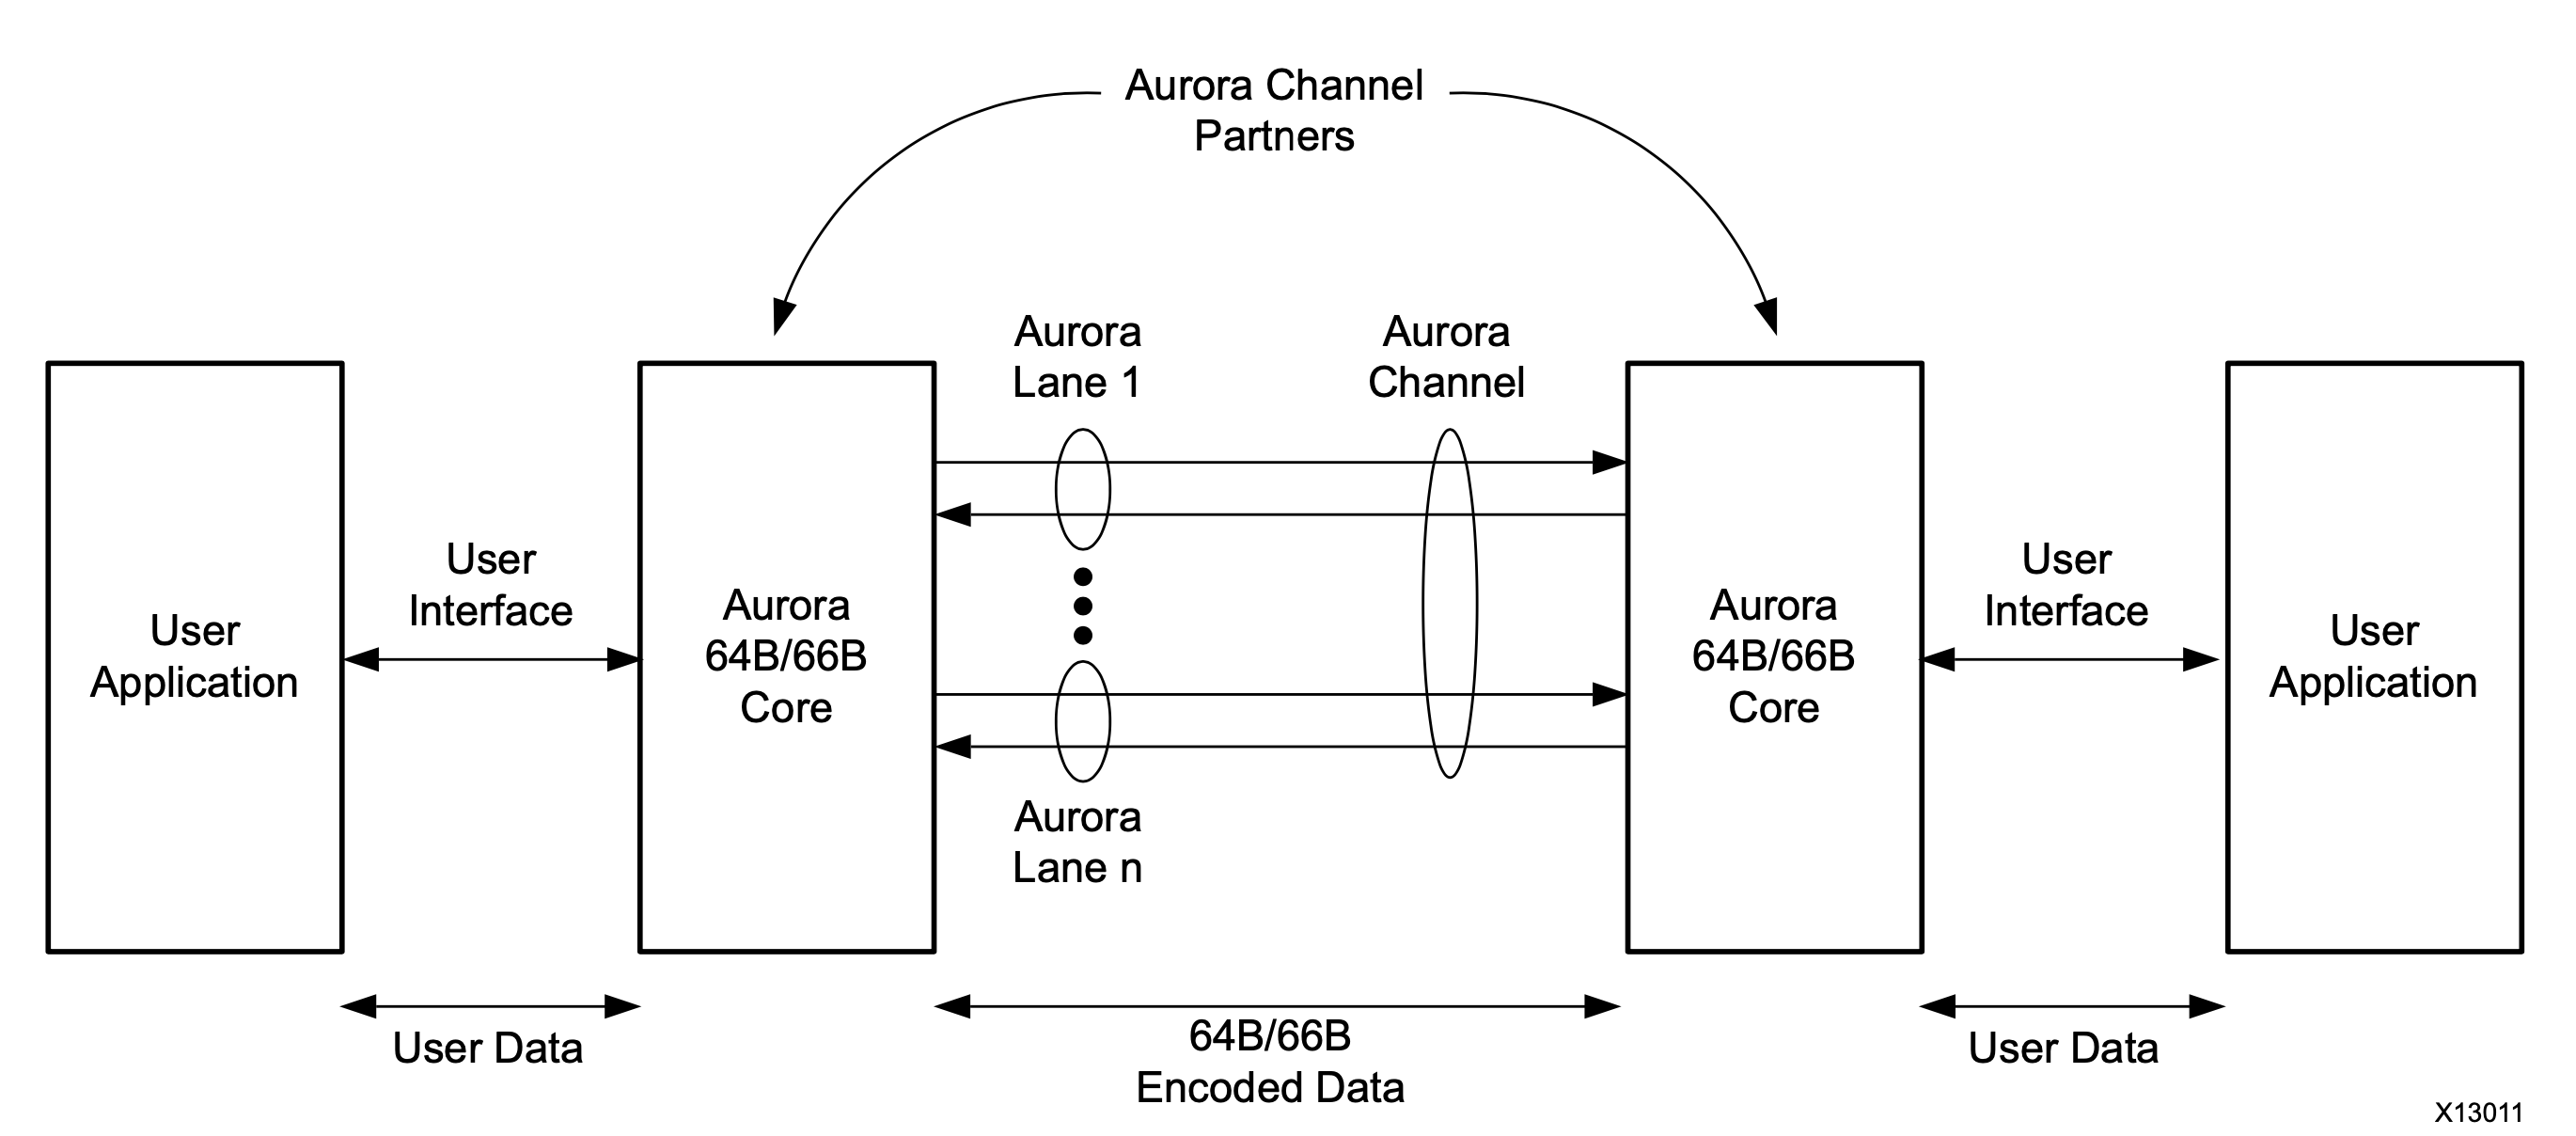 Aurora Channel
Partners
Aurora
Lane 1
Aurora
Channel
User
Application
User
Interface
Aurora
64B/66B
Core
Aurora
64B/66B
Core
User
Interface
User
Application
Aurora
Lane n
User Data
64B/66B
Encoded Data
User Data
X13011